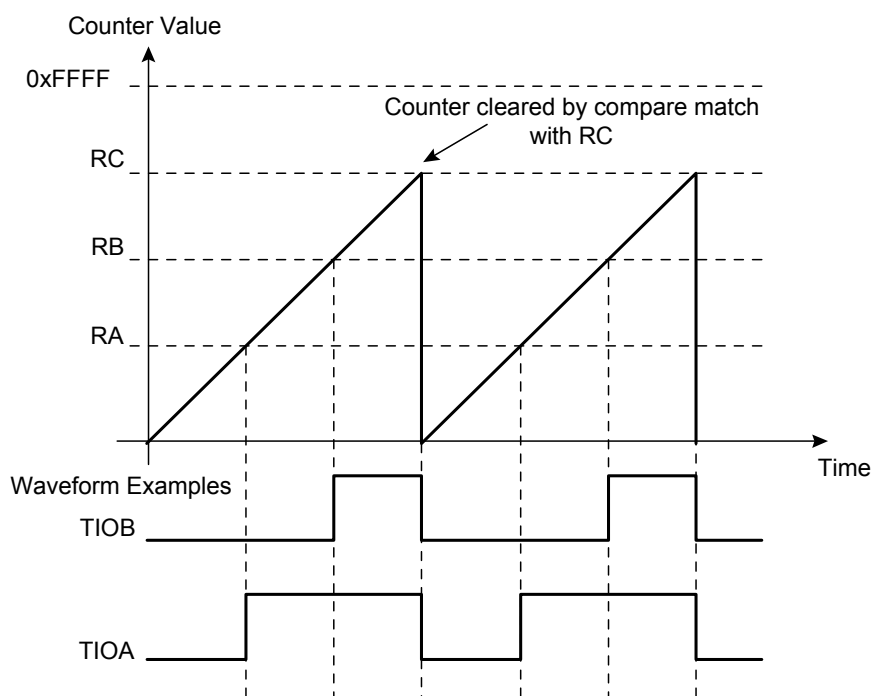 Counter Value
0xFFFF
Counter cleared by compare match
with RC
RC
RB
RA
Time
Waveform Examples
TIOB
TIOA